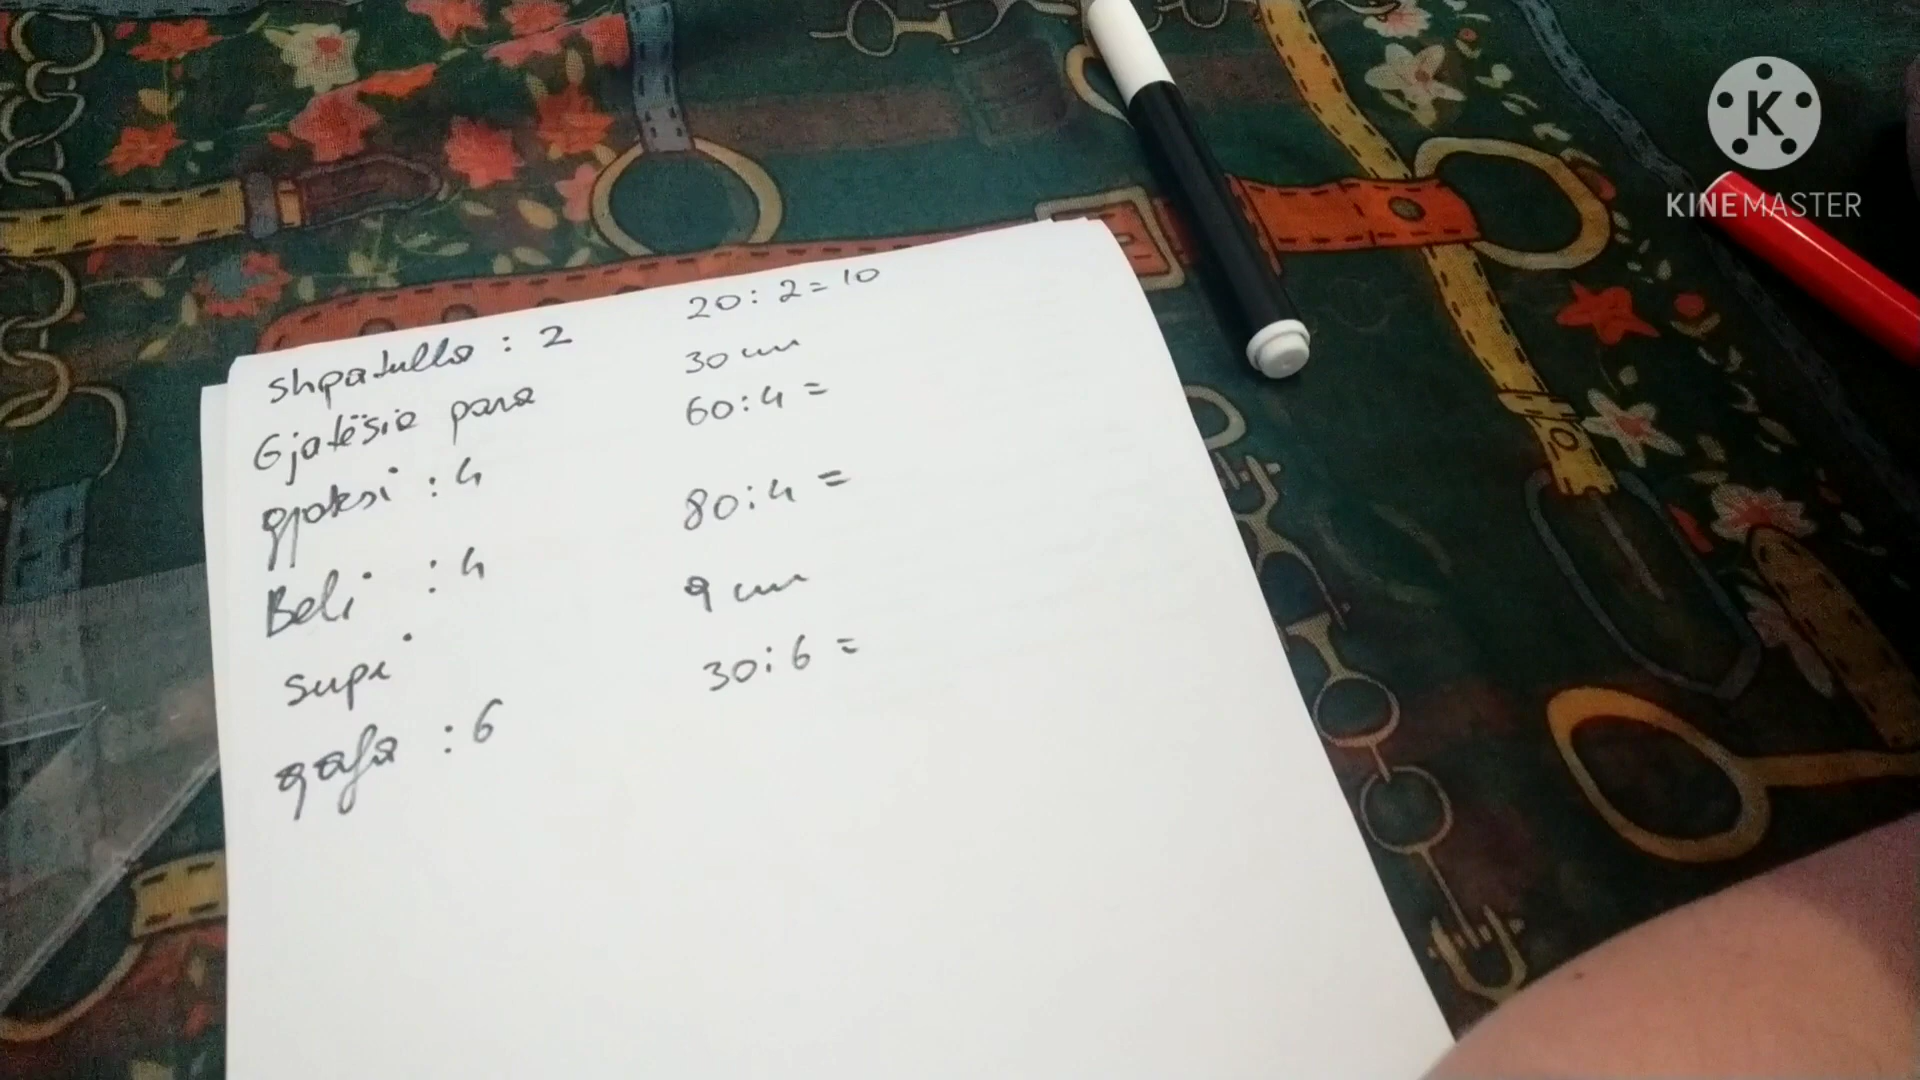 shpatulla : 2 20 : 2 = 10
Gjatësia para 30 cm
gjoksi : 4 60 : 4 =
Beli : 4 80 : 4 =
supi 9 cm
qafa : 6 30 : 6 =
KINEMASTER